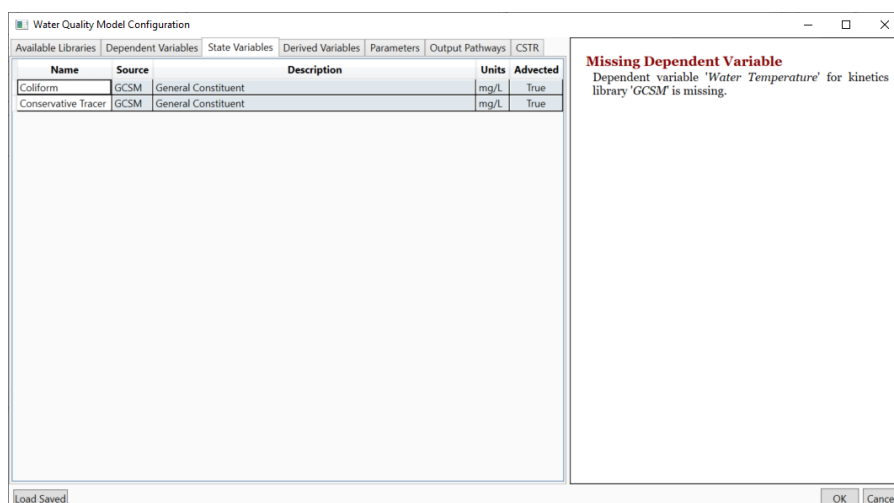 Water Quality Model Configuration
Available Libraries Dependent Variables State Variables Derived Variables Parameters Output Pathways CSTR
Name Source Description Units Advected
Coliform GCSM General Constituent mg/L True
Conservative Tracer GCSM General Constituent mg/L True
Missing Dependent Variable
Dependent variable 'Water Temperature' for kinetics
library 'GCSM' is missing.
Load Saved OK Cance